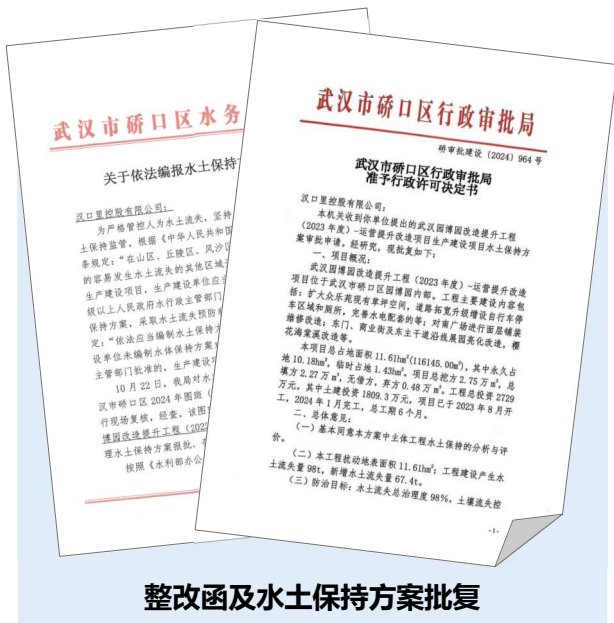 武汉市硚口区水务
关于依法编报水土保持方
汉口里控股有限公司:
为严格管控人为水土流失,坚持
土保持监管,根据《中华人民共和国
条规定:“在山区、丘陵区、风沙区
的容易发生水土流失的其他区域开
生产建设项目,生产建设单位应当
级以上人民政府水行政主管部门
保持方案,采取水土流失预防和
定:“依法应当编制水土保持方
设单位未编制水体保持方案或
主管部门批准的,生产建设项
10月22日,我局对水
汉市硚口区2024年图斑(
行现场复核,经查,该图
博园改造提升工程(202
理水土保持方案报批,存
按照《水利部办公
武汉市硚口区行政审批局
硚审批建设〔2024〕964号
武汉市硚口区行政审批局
准予行政许可决定书
汉口里控股有限公司:
本机关收到你单位提出的武汉园博园改造提升工程
(2023年度)-运营提升改造项目生产建设项目水土保持方
案审批申请。经研究,现批复如下:
一、项目概况:
武汉园博园改造提升工程(2023年度)-运营提升改造
项目位于武汉市硚口区园博园内部。工程主要建设内容包
括:扩大众乐苑现有草坪空间,道路拓宽升级增设自行停
车区域和厕所,完善水电配套的等;对南广场进行面层铺装
维修改造;东门、商业街及东主干道沿线展园亮化改造,樱
花海棠溪改造等。
本项目总占地面积11.61hm²(116145.00m²),其中永久占
地10.18hm²,临时占地1.43hm²。项目总挖方2.75万m³,总
填方2.27万m³,无借方,弃方0.48万m³。工程总投资2729
万元,其中土建投资1809.3万元,项目已于2023年8月开
工,2024年1月完工,总工期6个月。
二、总体意见:
(一)基本同意本方案中主体工程水土保持的分析与评
价。
(二)本工程扰动地表面积11.61hm²;工程建设产生水
土流失量98t,新增水土流失量67.4t。
(三)防治目标:水土流失总治理度98%,土壤流失控
-1-
整改函及水土保持方案批复